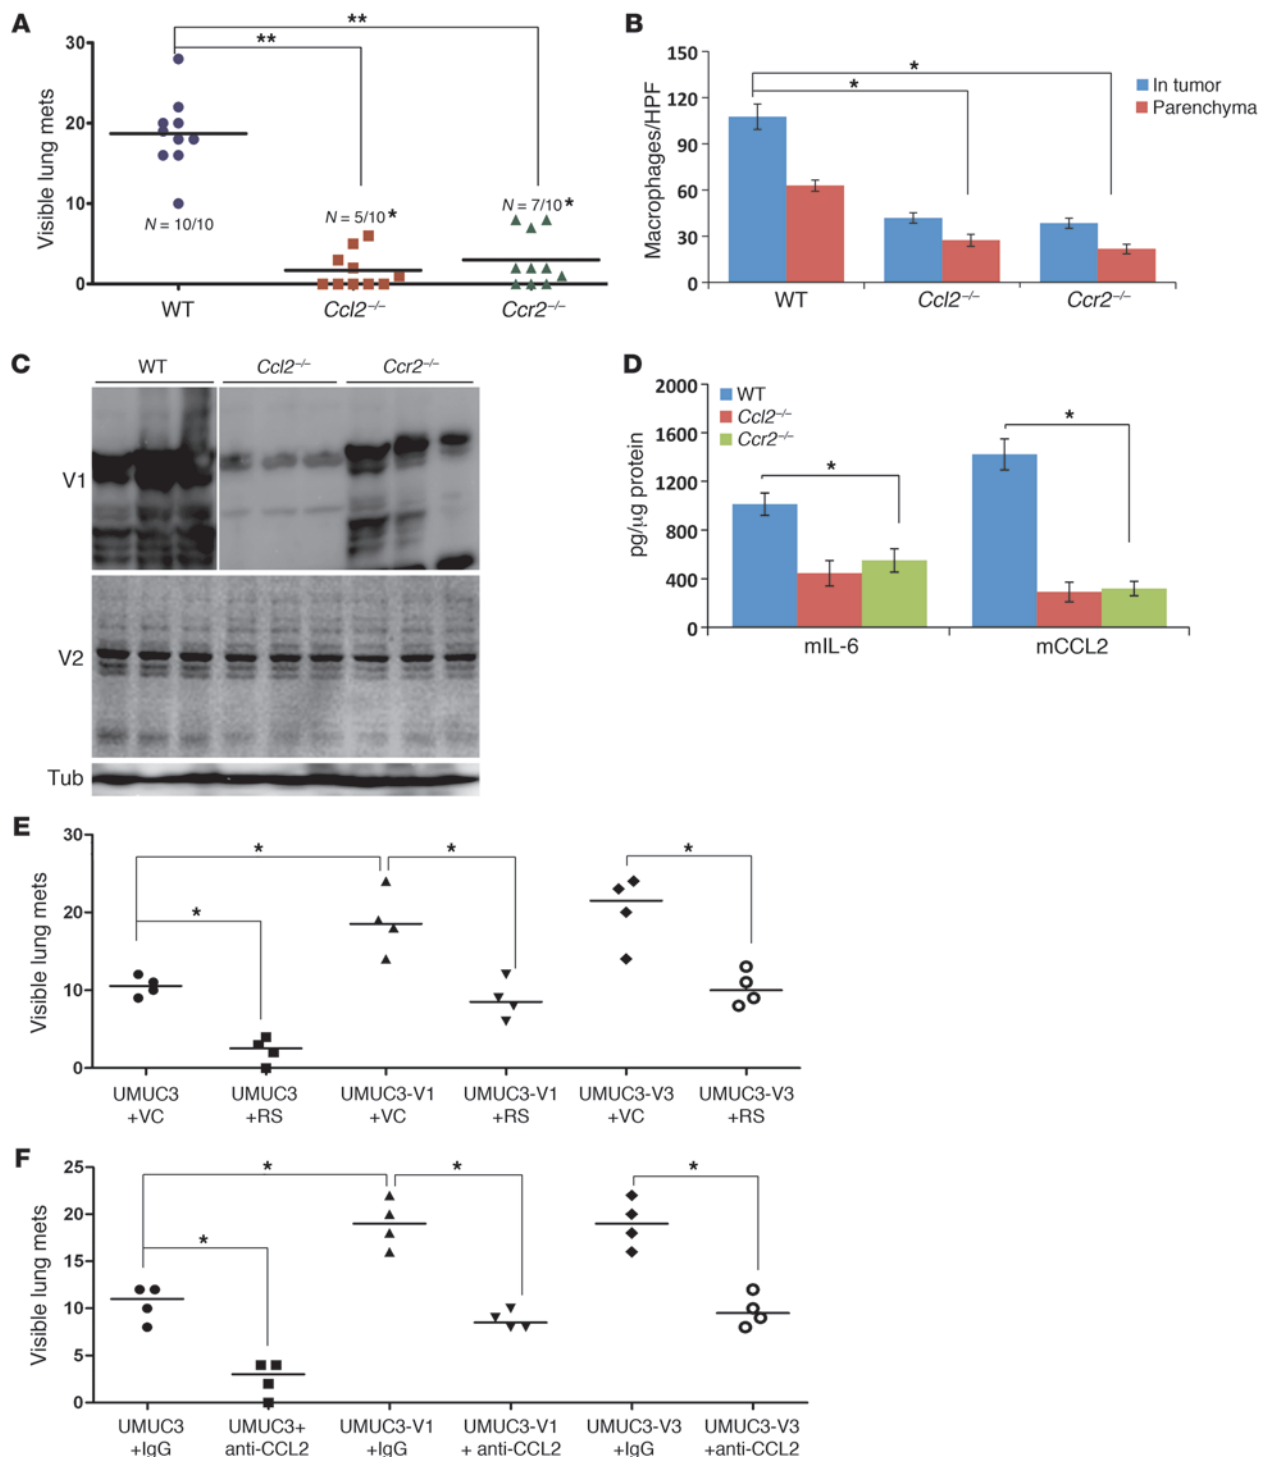 A
Visible lung mets
30
20
10
0
**
**
N = 10/10
N = 5/10 *
N = 7/10 *
WT
Ccl2–/–
Ccr2–/–
B
Macrophages/HPF
150
120
90
60
30
0
*
*
In tumor
Parenchyma
WT
Ccl2–/–
Ccr2–/–
C
WT
Ccl2–/–
Ccr2–/–
V1
V2
Tub
D
pg/μg protein
2000
1600
1200
800
400
0
WT
Ccl2–/–
Ccr2–/–
*
*
mIL-6
mCCL2
E
Visible lung mets
30
20
10
0
*
*
*
*
UMUC3
+VC
UMUC3
+RS
UMUC3-V1
+VC
UMUC3-V1
+RS
UMUC3-V3
+VC
UMUC3-V3
+RS
F
Visible lung mets
25
20
15
10
5
0
*
*
*
*
UMUC3
+IgG
UMUC3+
anti-CCL2
UMUC3-V1
+IgG
UMUC3-V1
+ anti-CCL2
UMUC3-V3
+IgG
UMUC3-V3
+anti-CCL2